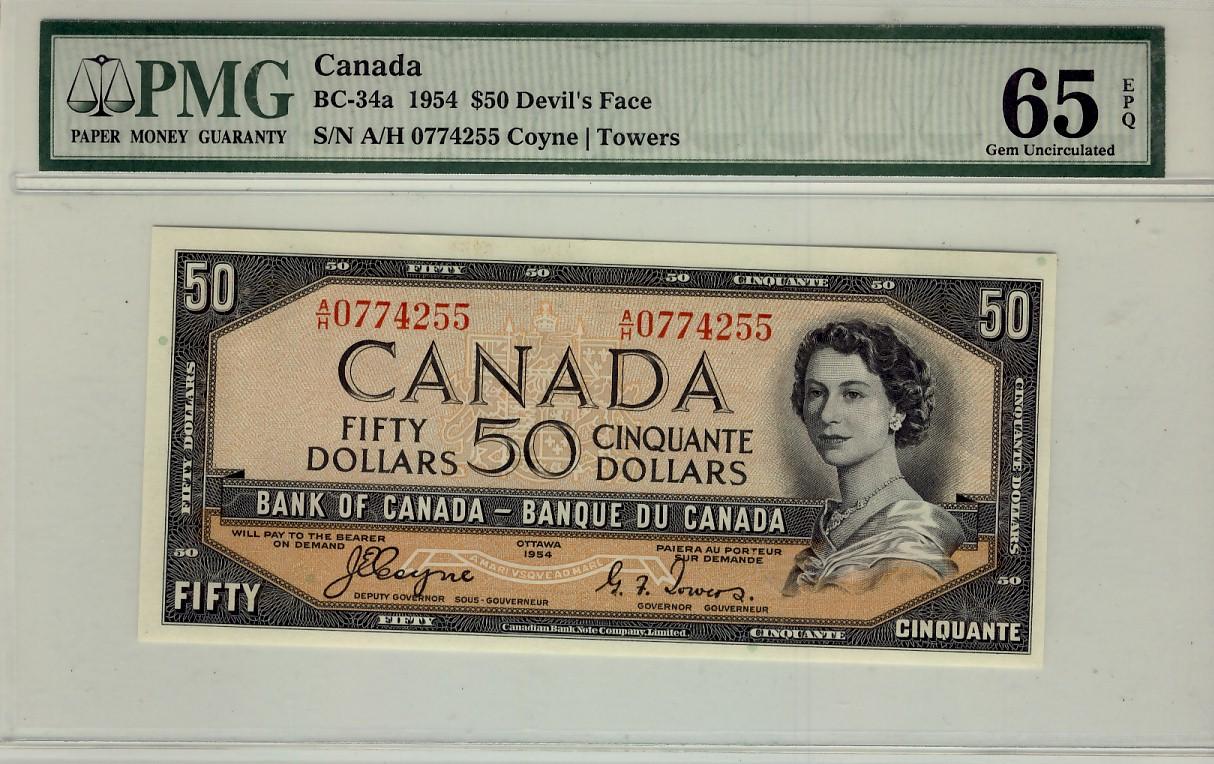 PMG
PAPER MONEY GUARANTY
Canada
BC-34a 1954 $50 Devil's Face
S/N A/H 0774255 Coyne | Towers
65
EPQ
Gem Uncirculated
50 50 FIFTY 50 50 CINQUANTE 50 50
A/H 0774255 A/H 0774255
CANADA
FIFTY DOLLARS 50 CINQUANTE DOLLARS
FIFTY DOLLARS
CINQUANTE DOLLARS
BANK OF CANADA – BANQUE DU CANADA
WILL PAY TO THE BEARER ON DEMAND
OTTAWA
1954
PAIERA AU PORTEUR SUR DEMANDE
A MARI VSQVE AD MARE
J.E. Coyne
G. F. Towers.
DEPUTY GOVERNOR SOUS-GOUVERNEUR
GOVERNOR GOUVERNEUR
50 50
FIFTY FIFTY Canadian Bank Note Company, Limited. CINQUANTE CINQUANTE